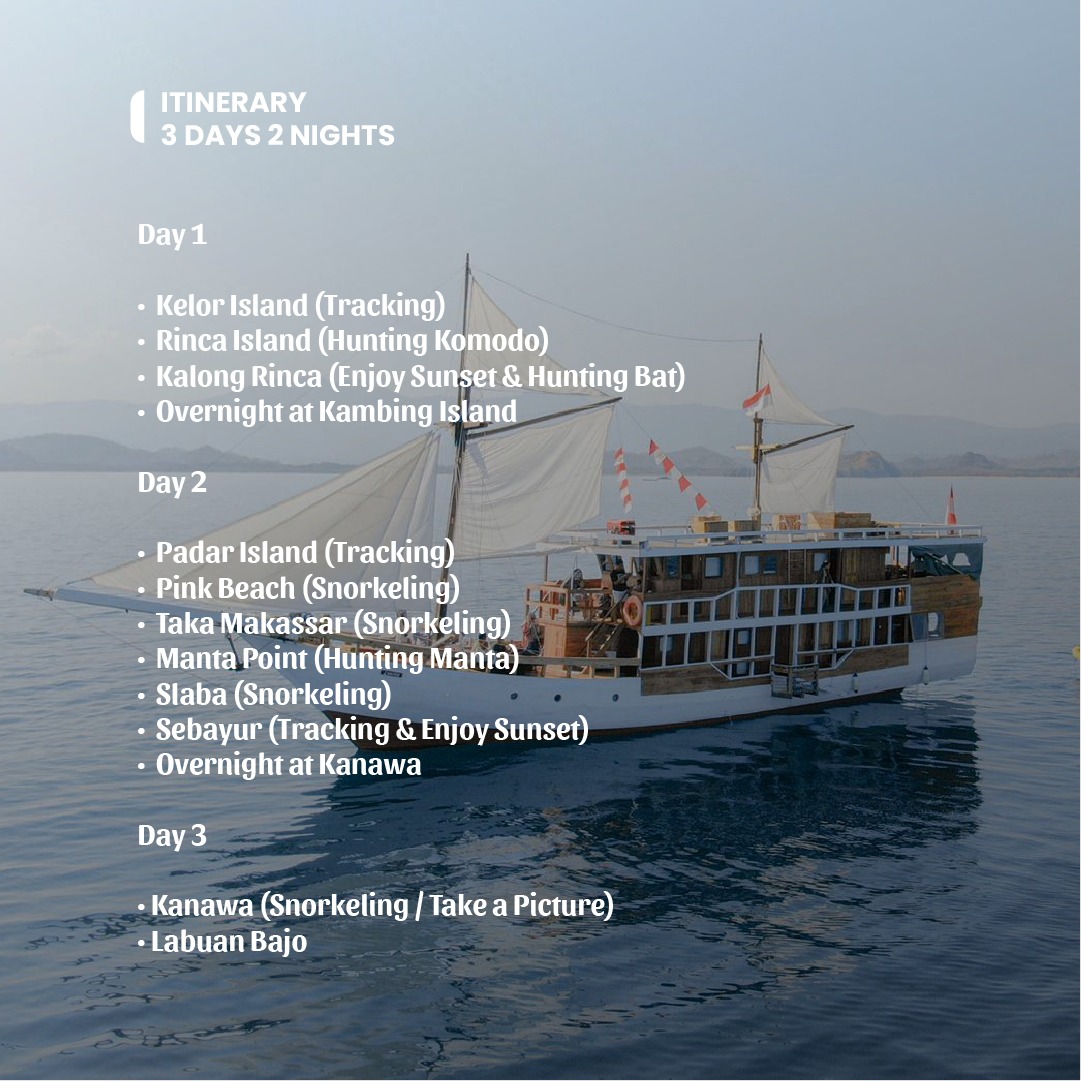 ITINERARY
3 DAYS 2 NIGHTS
Day 1
• Kelor Island (Tracking)
• Rinca Island (Hunting Komodo)
• Kalong Rinca (Enjoy Sunset & Hunting Bat)
• Overnight at Kambing Island
Day 2
• Padar Island (Tracking)
• Pink Beach (Snorkeling)
• Taka Makassar (Snorkeling)
• Manta Point (Hunting Manta)
• Slaba (Snorkeling)
• Sebayur (Tracking & Enjoy Sunset)
• Overnight at Kanawa
Day 3
• Kanawa (Snorkeling / Take a Picture)
• Labuan Bajo